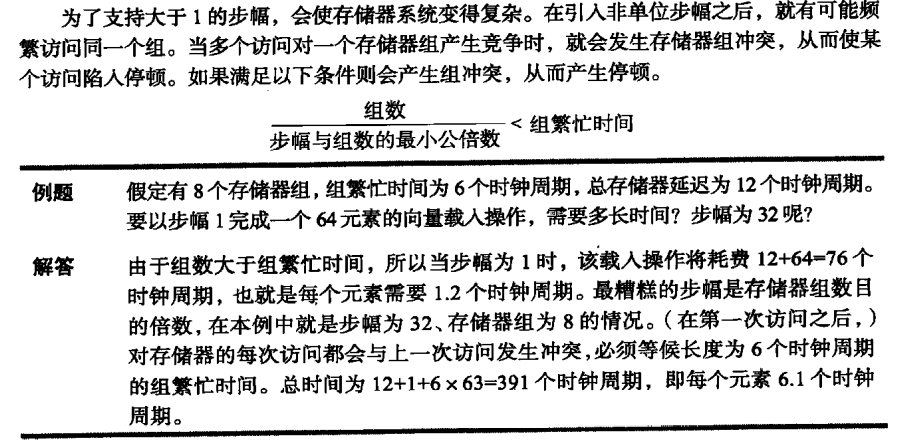 为了支持大于 1 的步幅，会使存储器系统变得复杂。在引入非单位步幅之后，就有可能频
繁访问同一个组。当多个访问对一个存储器组产生竞争时，就会发生存储器组冲突，从而使某
个访问陷入停顿。如果满足以下条件则会产生组冲突，从而产生停顿。
组数
步幅与组数的最小公倍数
< 组繁忙时间
例题 假定有 8 个存储器组，组繁忙时间为 6 个时钟周期，总存储器延迟为 12 个时钟周期。
要以步幅 1 完成一个 64 元素的向量载入操作，需要多长时间？步幅为 32 呢？
解答 由于组数大于组繁忙时间，所以当步幅为 1 时，该载入操作将耗费 12+64=76 个
时钟周期，也就是每个元素需要 1.2 个时钟周期。最糟糕的步幅是存储器组数目
的倍数，在本例中就是步幅为 32、存储器组为 8 的情况。（在第一次访问之后，）
对存储器的每次访问都会与上一次访问发生冲突，必须等候长度为 6 个时钟周期
的组繁忙时间。总时间为 12+1+6×63=391 个时钟周期，即每个元素 6.1 个时钟
周期。